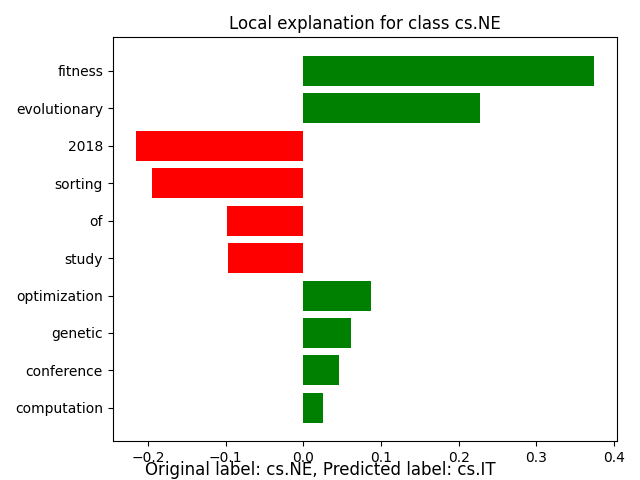 Local explanation for class cs.NE
fitness
evolutionary
2018
sorting
of
study
optimization
genetic
conference
computation
−0.2 −0.1 0.0 0.1 0.2 0.3 0.4
Original label: cs.NE, Predicted label: cs.IT